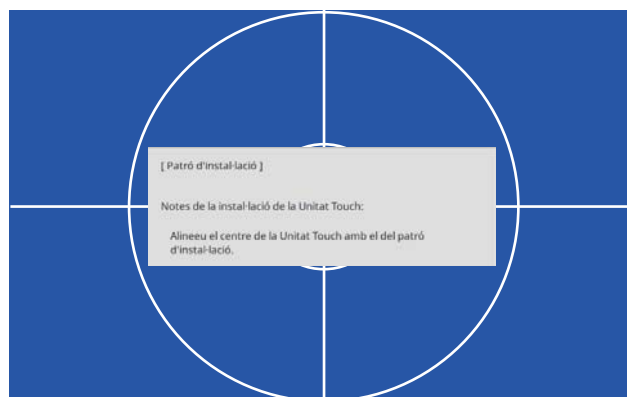 [ Patró d'instal·lació ]
Notes de la instal·lació de la Unitat Touch:
Alineeu el centre de la Unitat Touch amb el del patró
d'instal·lació.